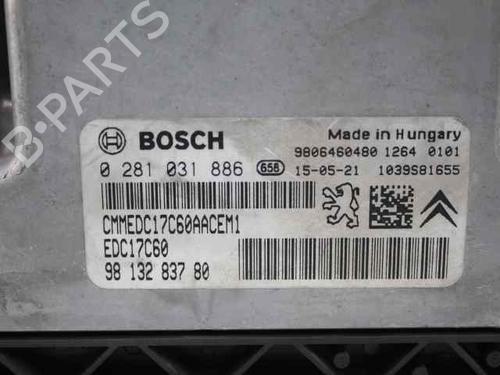 B-PARTS
BOSCH
Made in Hungary
9806460480 1264 0101
0 281 031 886 658 15-05-21 1039S81655
CMMEDC17C60AACEM1
EDC17C60
98 132 837 80